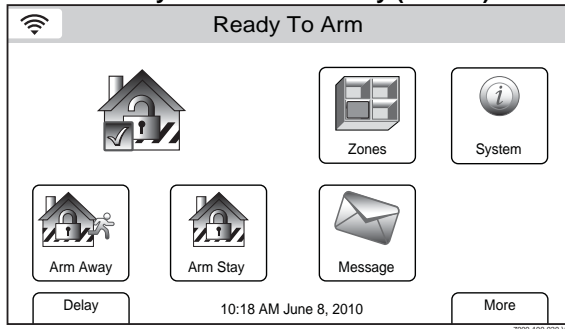 Ready To Arm
Zones
System
Arm Away
Arm Stay
Message
Delay
10:18 AM June 8, 2010
More